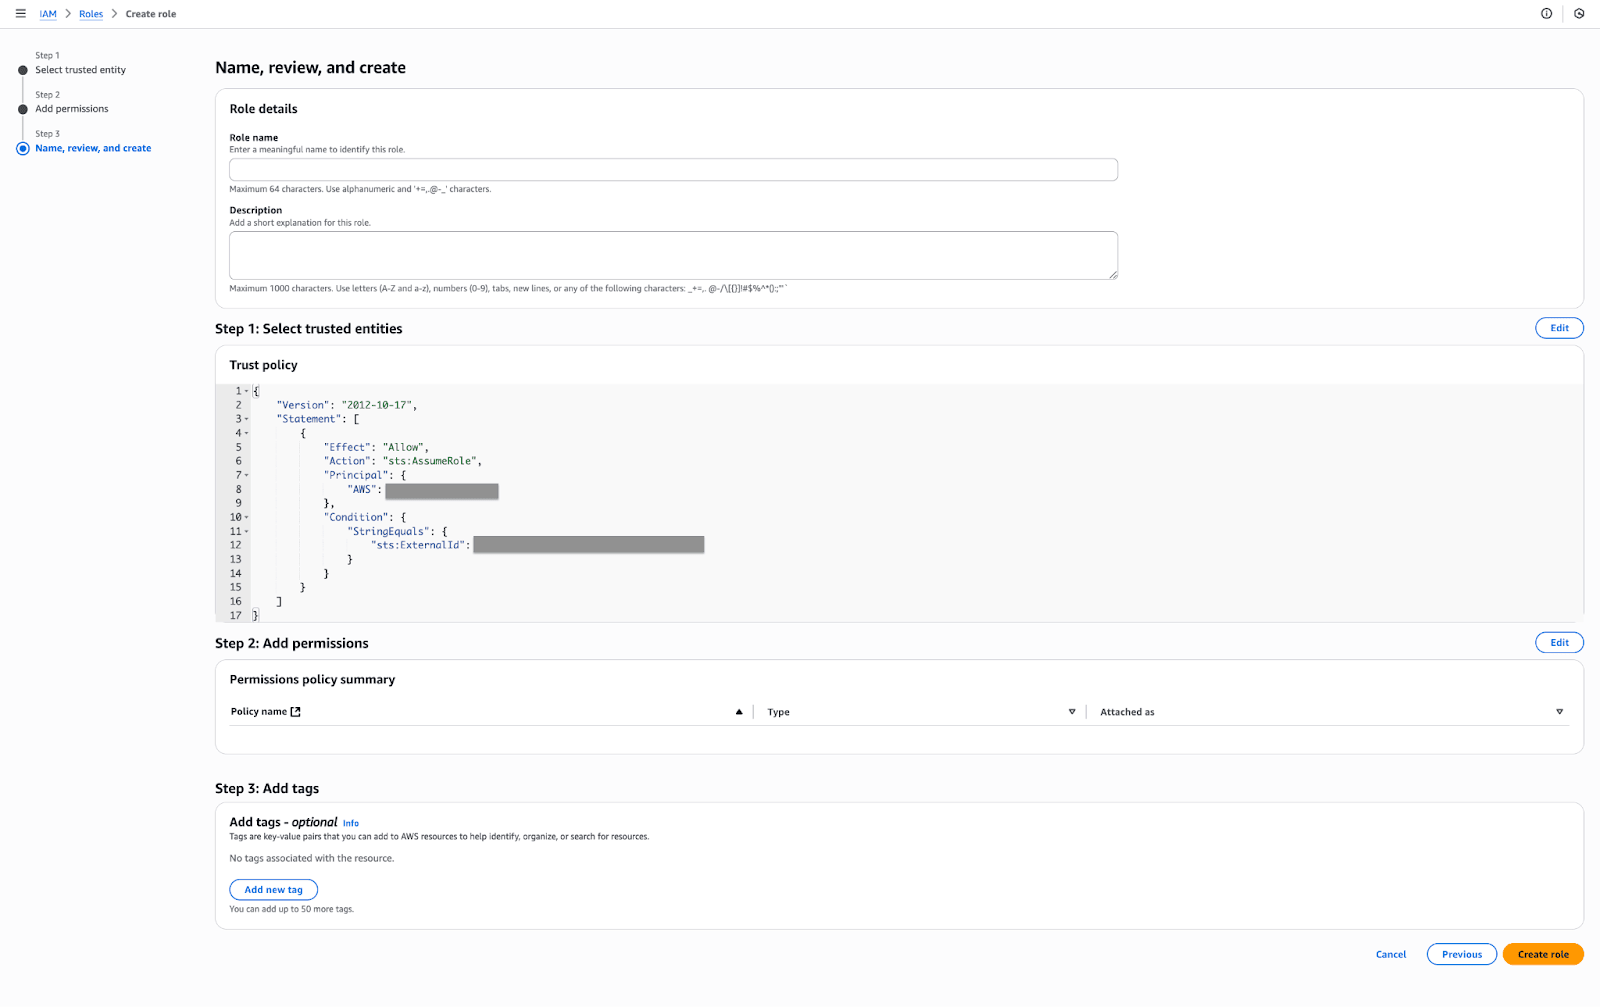 IAM > Roles > Create role
Step 1
Select trusted entity
Step 2
Add permissions
Step 3
Name, review, and create
Name, review, and create
Role details
Role name
Enter a meaningful name to identify this role.
Maximum 64 characters. Use alphanumeric and '+=,.@-_' characters.
Description
Add a short explanation for this role.
Maximum 1000 characters. Use letters (A-Z and a-z), numbers (0-9), tabs, new lines, or any of the following characters: _+=,. @-/\[{}]!#$%^*();:"'`
Step 1: Select trusted entities
Edit
Trust policy
1 {
2 "Version": "2012-10-17",
3 "Statement": [
4 {
5 "Effect": "Allow",
6 "Action": "sts:AssumeRole",
7 "Principal": {
8 "AWS":
9 },
10 "Condition": {
11 "StringEquals": {
12 "sts:ExternalId":
13 }
14 }
15 }
16 ]
17 }
Step 2: Add permissions
Edit
Permissions policy summary
Policy name Type Attached as
Step 3: Add tags
Add tags - optional Info
Tags are key-value pairs that you can add to AWS resources to help identify, organize, or search for resources.
No tags associated with the resource.
Add new tag
You can add up to 50 more tags.
Cancel Previous Create role